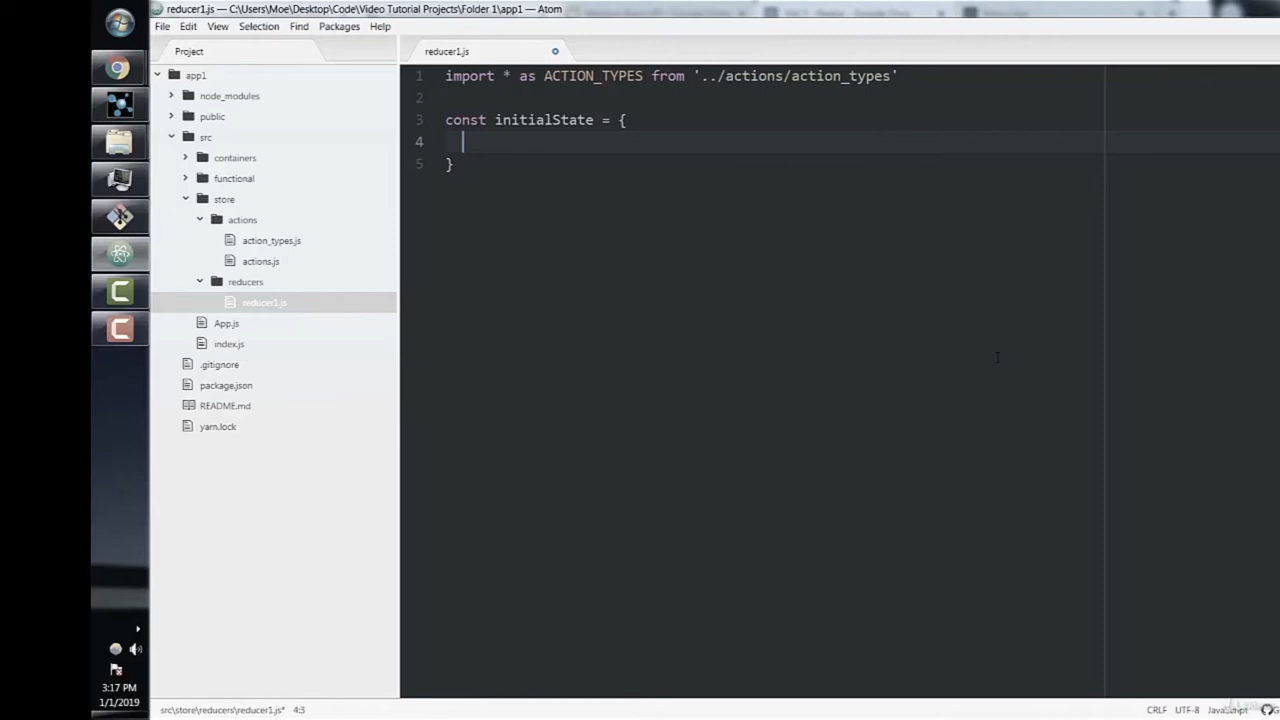 reducer1.js — C:\Users\Moe\Desktop\Code\Video Tutorial Projects\Folder 1\app1 — Atom
File Edit View Selection Find Packages Help
Project
reducer1.js
app1
node_modules
public
src
containers
functional
store
actions
action_types.js
actions.js
reducers
reducer1.js
App.js
index.js
.gitignore
package.json
README.md
yarn.lock
1 import * as ACTION_TYPES from '../actions/action_types'
2
3 const initialState = {
4
5 }
3:17 PM
1/1/2019
src\store\reducers\reducer1.js* 4:3
CRLF UTF-8 JavaScript